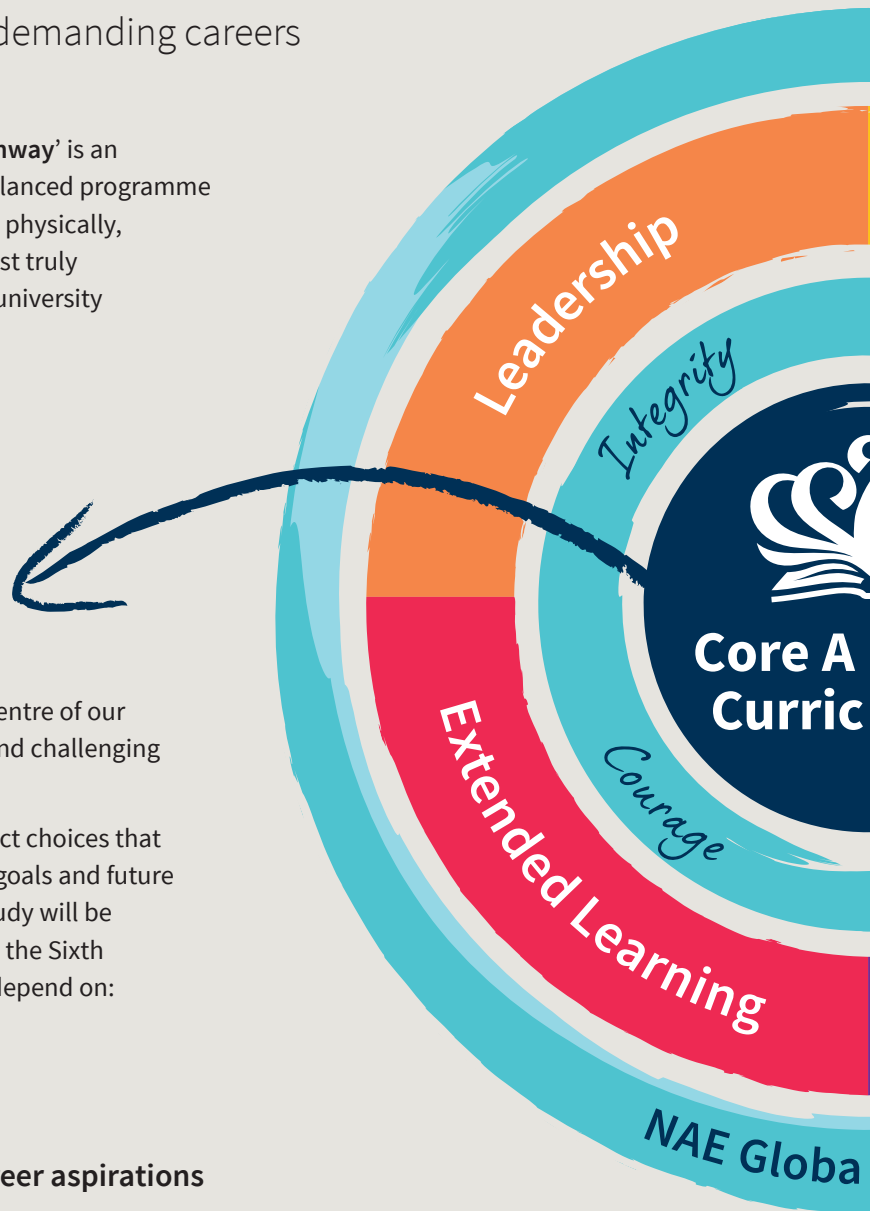 demanding careers
hway’ is an
lanced programme
physically,
st truly
university
Leadership
Integrity
Core A
Curric
entre of our
nd challenging
Extended Learning
Courage
ct choices that
goals and future
udy will be
the Sixth
depend on:
NAE Globa
eer aspirations